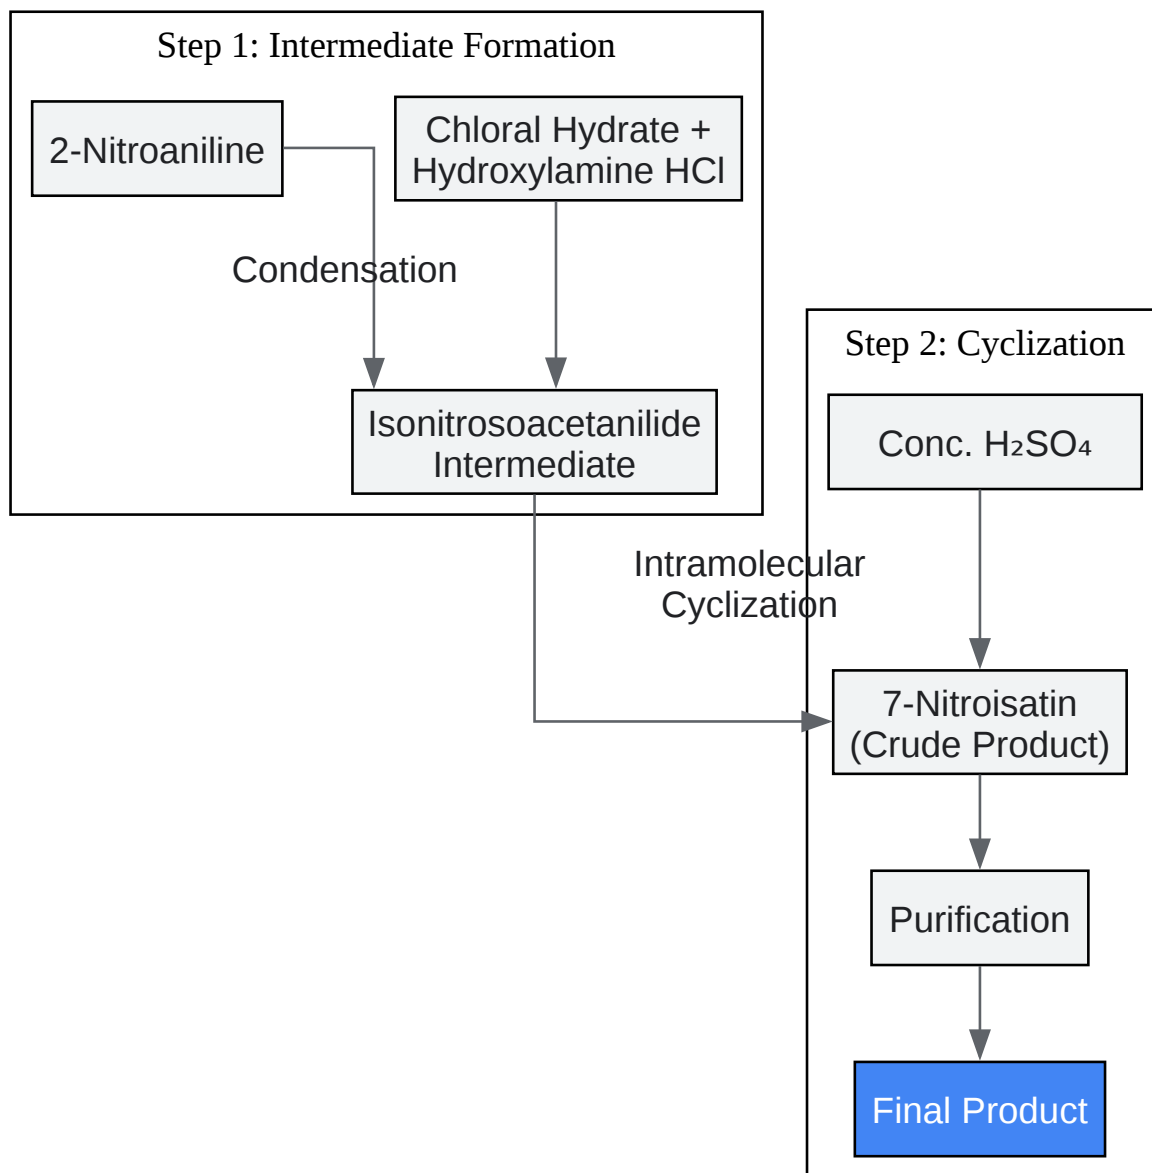 Step 1: Intermediate Formation
2-Nitroaniline
Chloral Hydrate +
Hydroxylamine HCl
Condensation
Isonitrosoacetanilide
Intermediate
Step 2: Cyclization
Conc. H₂SO₄
Intramolecular
Cyclization
7-Nitroisatin
(Crude Product)
Purification
Final Product